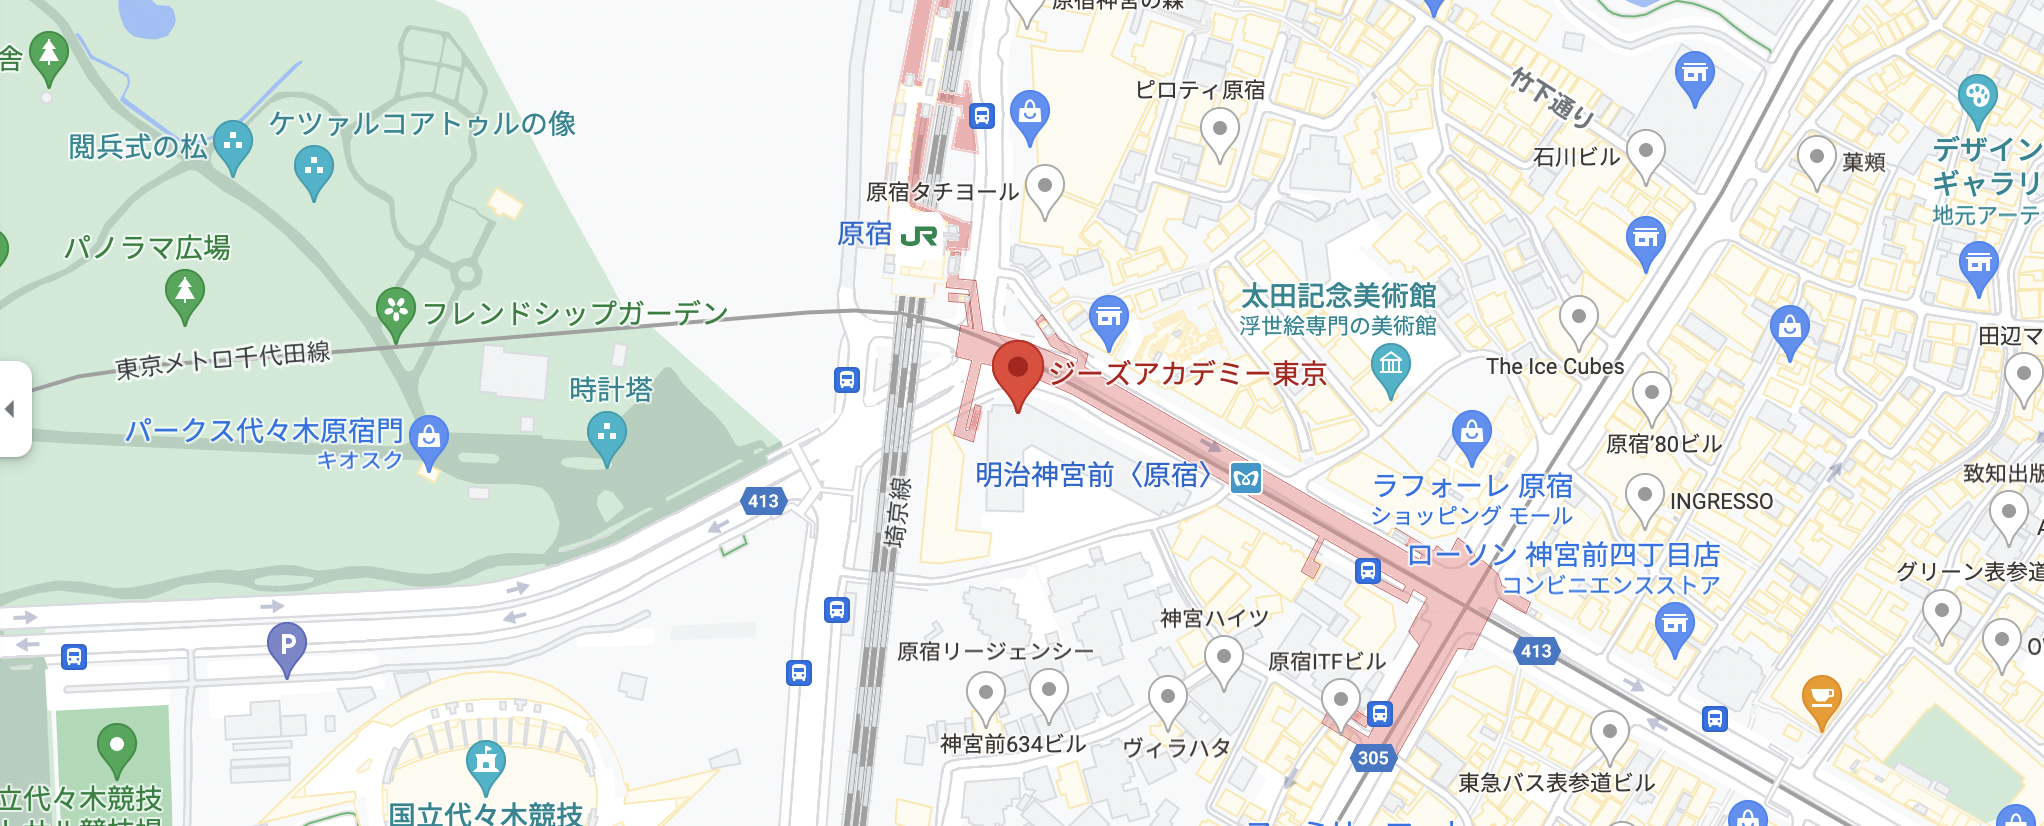 原宿神宮の森
舎
ケツァルコアトゥルの像
閲兵式の松
ピロティ原宿
竹下通り
石川ビル
菓頬
デザイン
ギャラリ
地元アーテ
原宿タチヨール
原宿
JR
パノラマ広場
フレンドシップガーデン
太田記念美術館
浮世絵専門の美術館
東京メトロ千代田線
田辺マ
The Ice Cubes
ジーズアカデミー東京
時計塔
パークス代々木原宿門
キオスク
原宿'80ビル
明治神宮前〈原宿〉
致知出版
ラフォーレ 原宿
ショッピング モール
INGRESSO
413
埼京線
ローソン 神宮前四丁目店
コンビニエンスストア
グリーン表参道
神宮ハイツ
P
原宿リージェンシー
原宿ITFビル
413
神宮前634ビル
ヴィラハタ
305
東急バス表参道ビル
立代々木競技
国立代々木競技